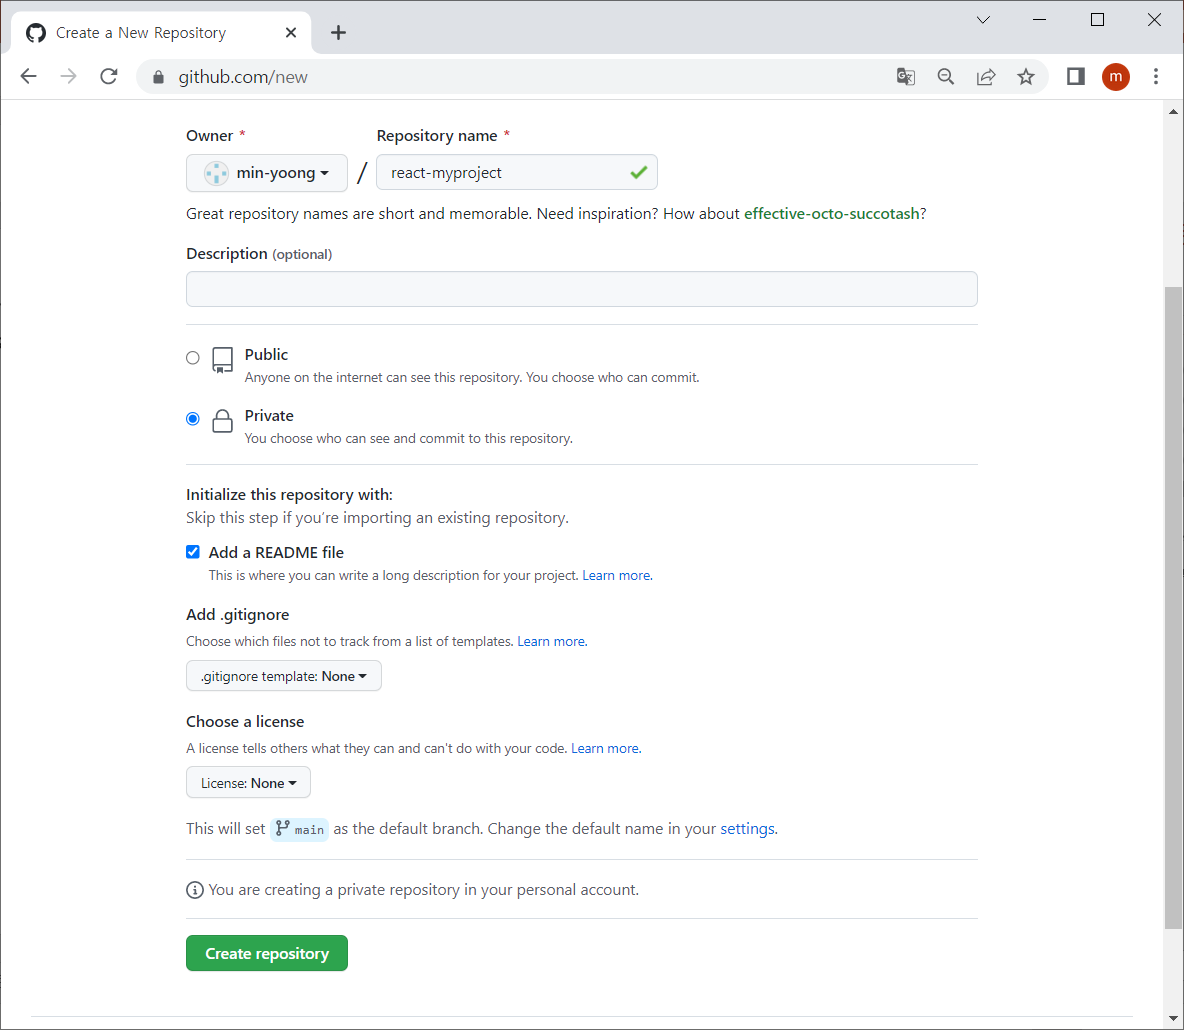 Create a New Repository
github.com/new
m
Owner * Repository name *
min-yoong / react-myproject
Great repository names are short and memorable. Need inspiration? How about effective-octo-succotash?
Description (optional)
Public
Anyone on the internet can see this repository. You choose who can commit.
Private
You choose who can see and commit to this repository.
Initialize this repository with:
Skip this step if you’re importing an existing repository.
Add a README file
This is where you can write a long description for your project. Learn more.
Add .gitignore
Choose which files not to track from a list of templates. Learn more.
.gitignore template: None
Choose a license
A license tells others what they can and can't do with your code. Learn more.
License: None
This will set main as the default branch. Change the default name in your settings.
You are creating a private repository in your personal account.
Create repository